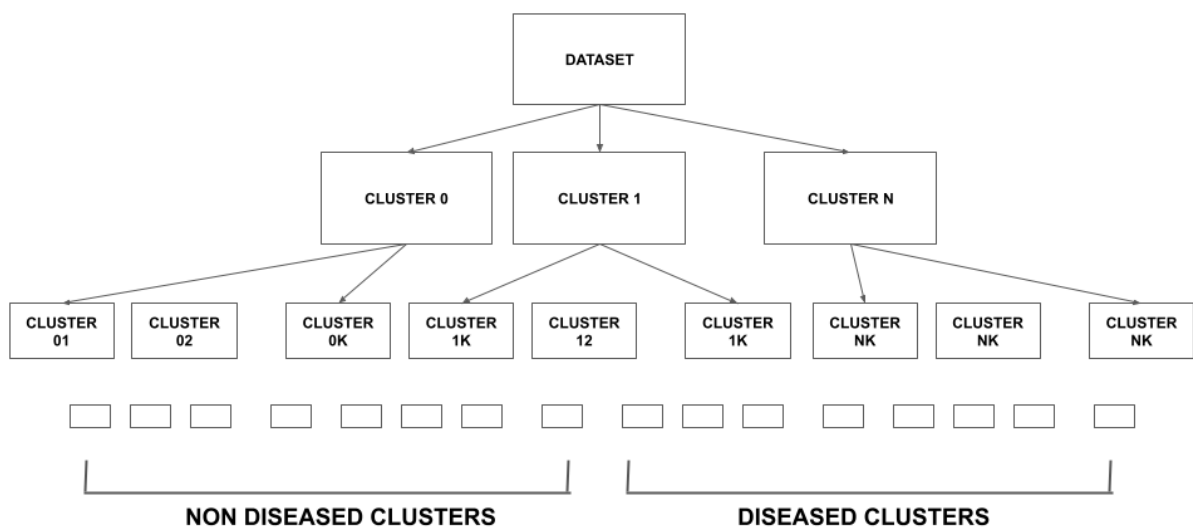 DATASET
CLUSTER 0
CLUSTER 1
CLUSTER N
CLUSTER
01
CLUSTER
02
CLUSTER
0K
CLUSTER
1K
CLUSTER
12
CLUSTER
1K
CLUSTER
NK
CLUSTER
NK
CLUSTER
NK
NON DISEASED CLUSTERS
DISEASED CLUSTERS